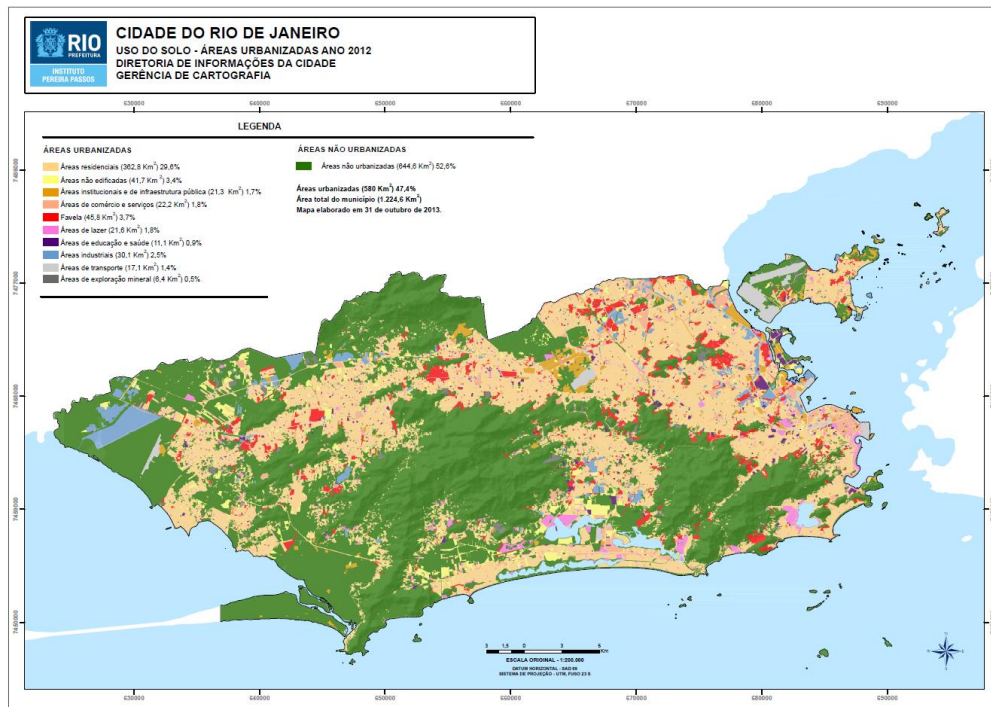 RIO
PREFEITURA
INSTITUTO
PEREIRA PASSOS
CIDADE DO RIO DE JANEIRO
USO DO SOLO - ÁREAS URBANIZADAS ANO 2012
DIRETORIA DE INFORMAÇÕES DA CIDADE
GERÊNCIA DE CARTOGRAFIA
630000 640000 650000 660000 670000 680000 690000
LEGENDA
ÁREAS URBANIZADAS
Áreas residenciais (362,8 Km²) 29,6%
Áreas não edificadas (41,7 Km²) 3,4%
Áreas institucionais e de infraestrutura pública (21,3 Km²) 1,7%
Áreas de comércio e serviços (22,2 Km²) 1,8%
Favela (45,8 Km²) 3,7%
Áreas de lazer (21,6 Km²) 1,8%
Áreas de educação e saúde (11,1 Km²) 0,9%
Áreas industriais (30,1 Km²) 2,5%
Áreas de transporte (17,1 Km²) 1,4%
Áreas de exploração mineral (6,4 Km²) 0,5%
ÁREAS NÃO URBANIZADAS
Áreas não urbanizadas (644,6 Km²) 52,6%
Áreas urbanizadas (580 Km²) 47,4%
Área total do município (1.224,6 Km²)
Mapa elaborado em 31 de outubro de 2013.
3 1,5 0 3 6
Km
ESCALA ORIGINAL - 1:200.000
DATUM HORIZONTAL - SAD 69
SISTEMA DE PROJEÇÃO - UTM, FUSO 23 S
630000 640000 650000 660000 670000 680000 690000